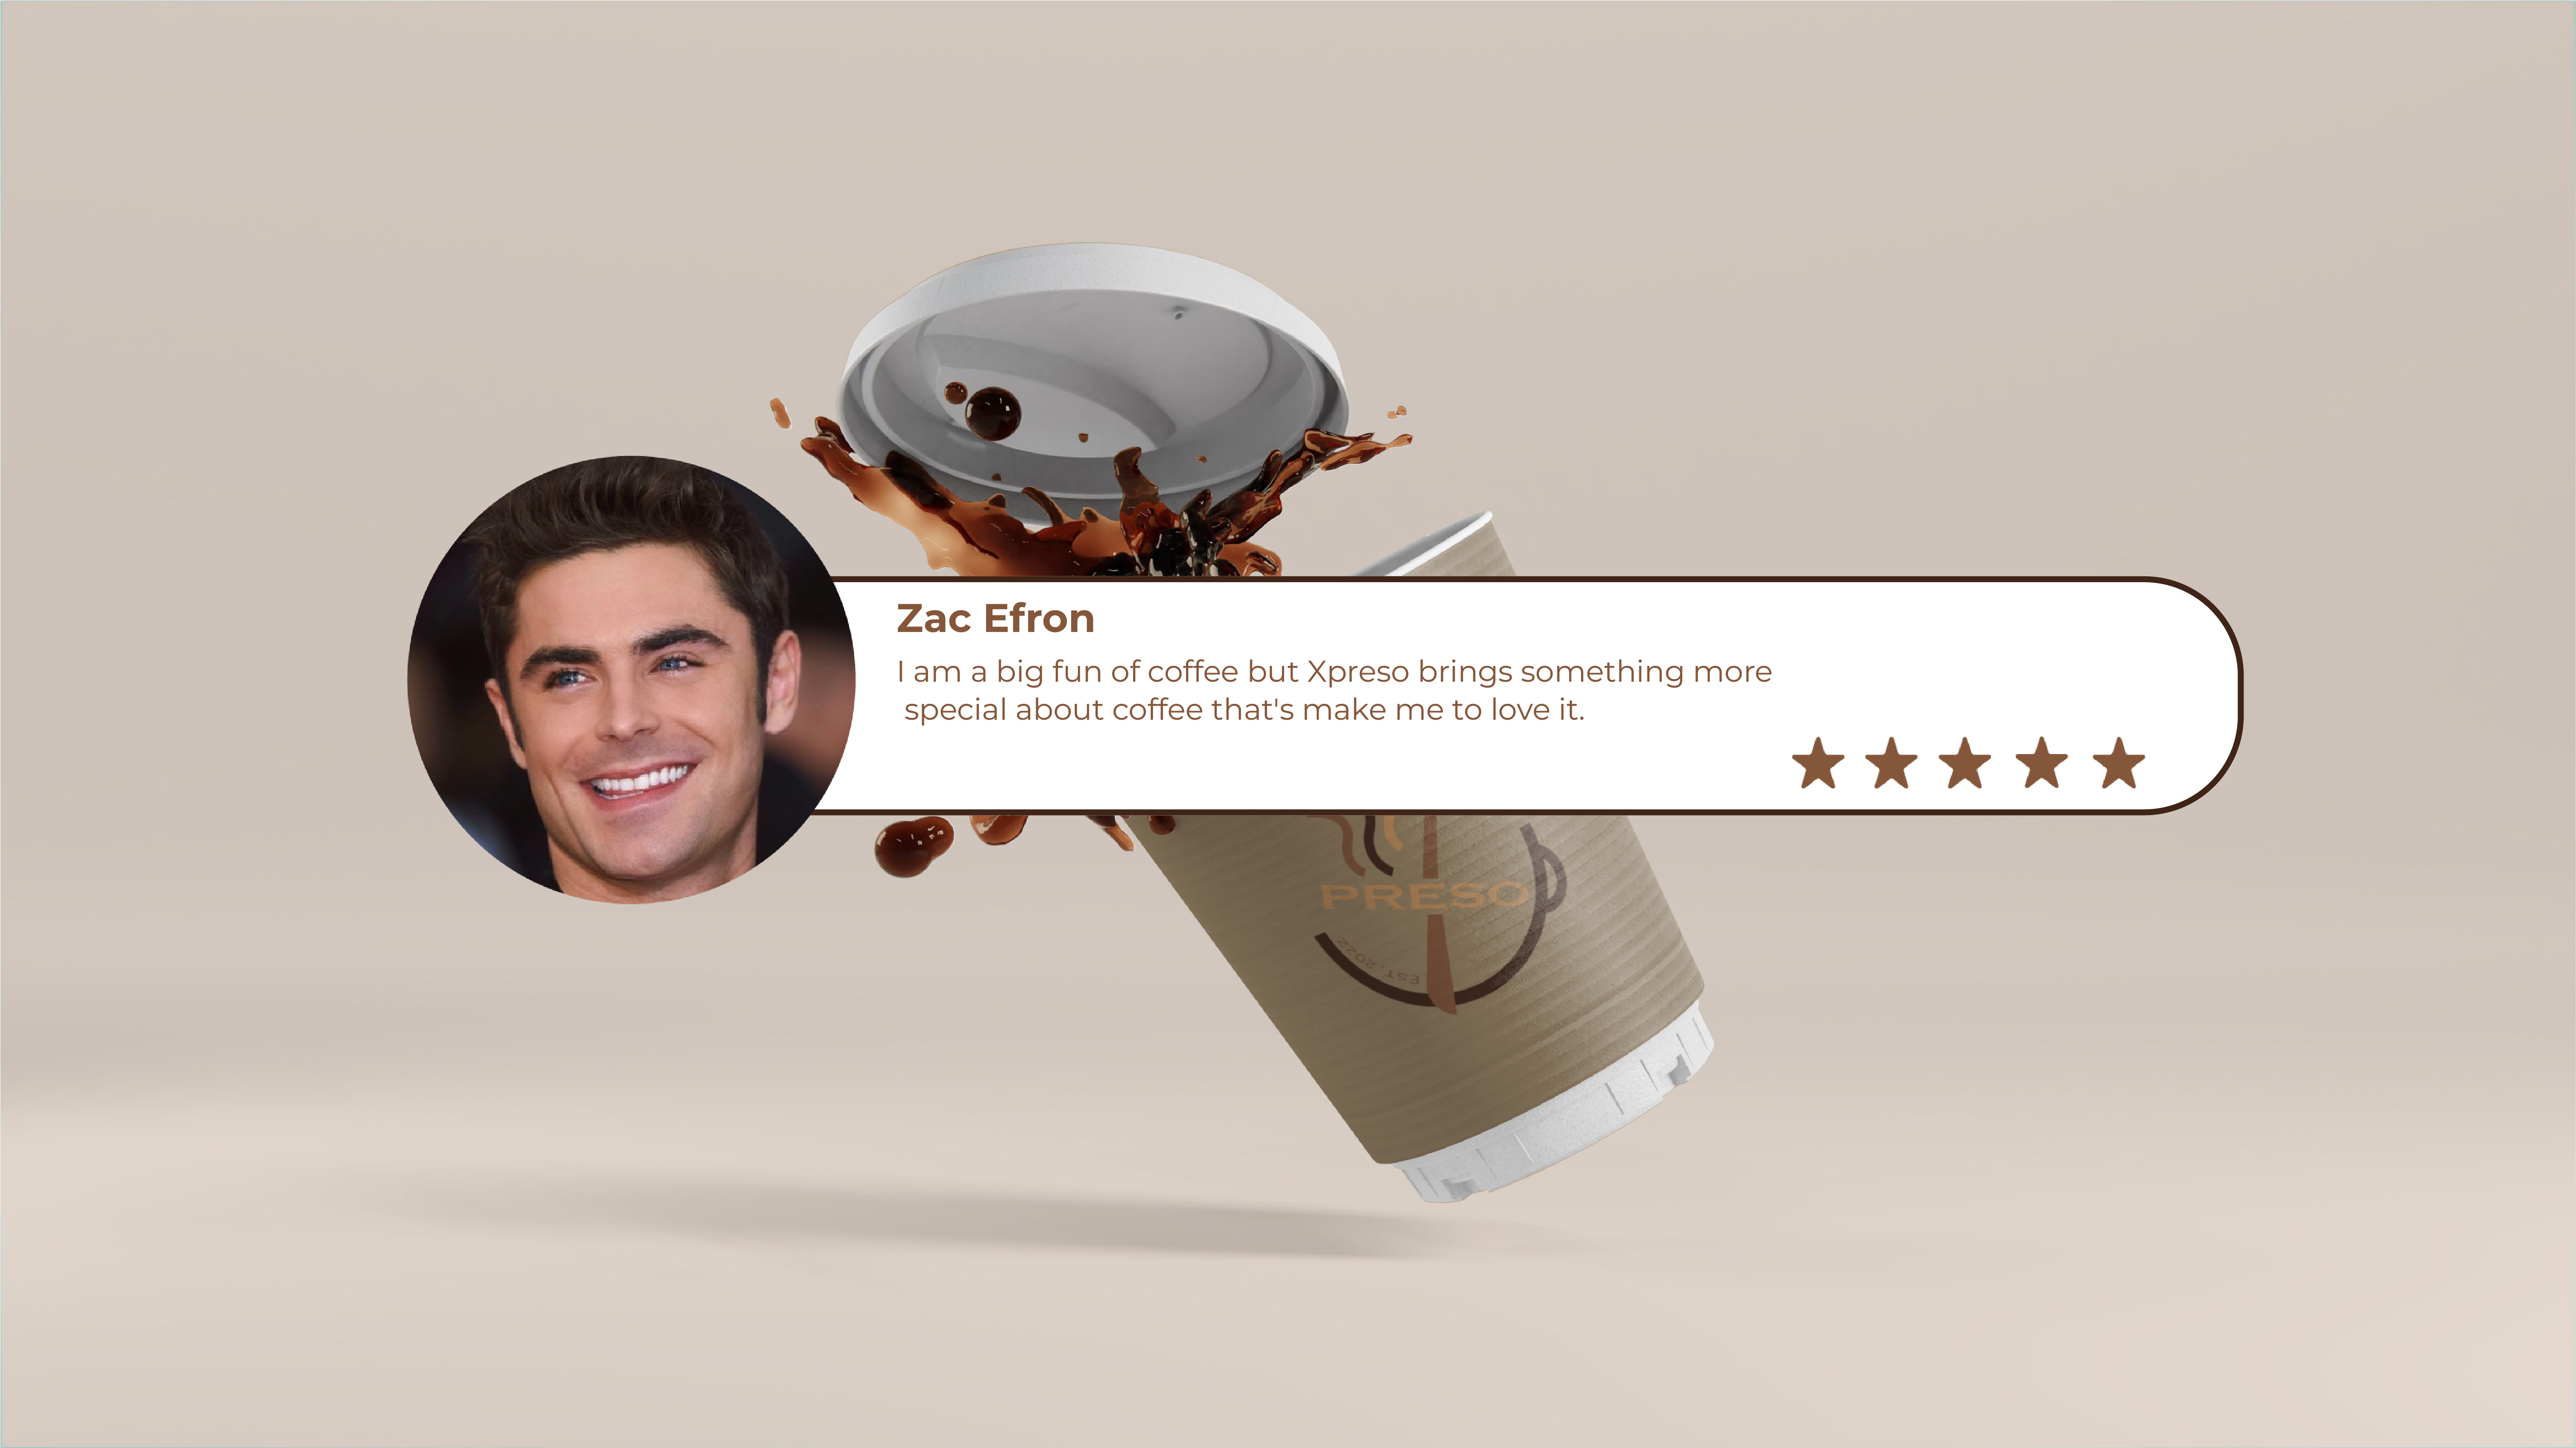 Zac Efron
I am a big fun of coffee but Xpreso brings something more
special about coffee that's make me to love it.
PRESO
EST. 2022